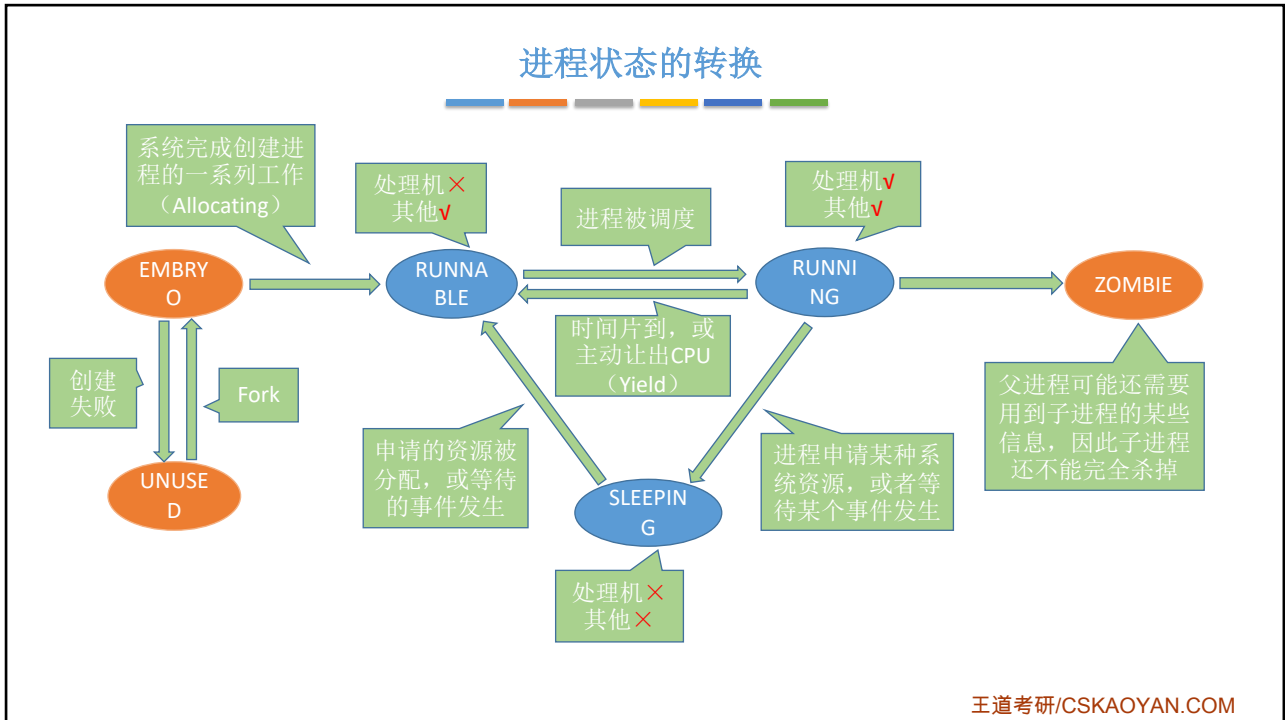 进程状态的转换
系统完成创建进
程的一系列工作
（Allocating）
处理机×
其他√
进程被调度
处理机√
其他√
EMBRY
O
RUNNA
BLE
RUNNI
NG
ZOMBIE
时间片到，或
主动让出CPU
（Yield）
创建
失败
Fork
父进程可能还需要
用到子进程的某些
信息，因此子进程
还不能完全杀掉
申请的资源被
分配，或等待
的事件发生
进程申请某种系
统资源，或者等
待某个事件发生
UNUSE
D
SLEEPIN
G
处理机×
其他×
王道考研/CSKAOYAN.COM